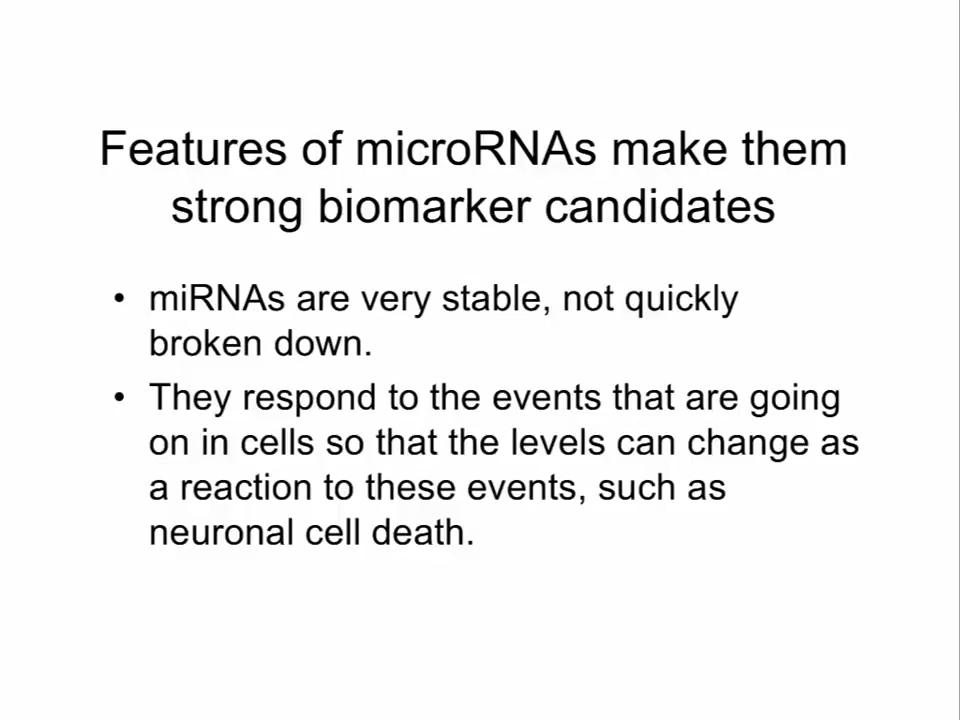 Features of microRNAs make them
strong biomarker candidates
• miRNAs are very stable, not quickly
broken down.
• They respond to the events that are going
on in cells so that the levels can change as
a reaction to these events, such as
neuronal cell death.